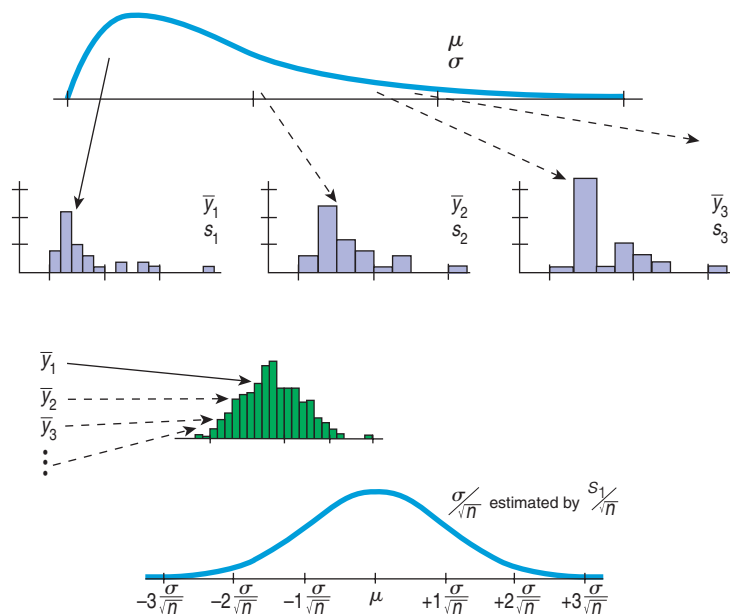 μ
σ
y̅₁
s₁
y̅₂
s₂
y̅₃
s₃
y̅₁
y̅₂
y̅₃
⋮
σ/√n estimated by s₁/√n
−3 σ/√n −2 σ/√n −1 σ/√n μ +1 σ/√n +2 σ/√n +3 σ/√n